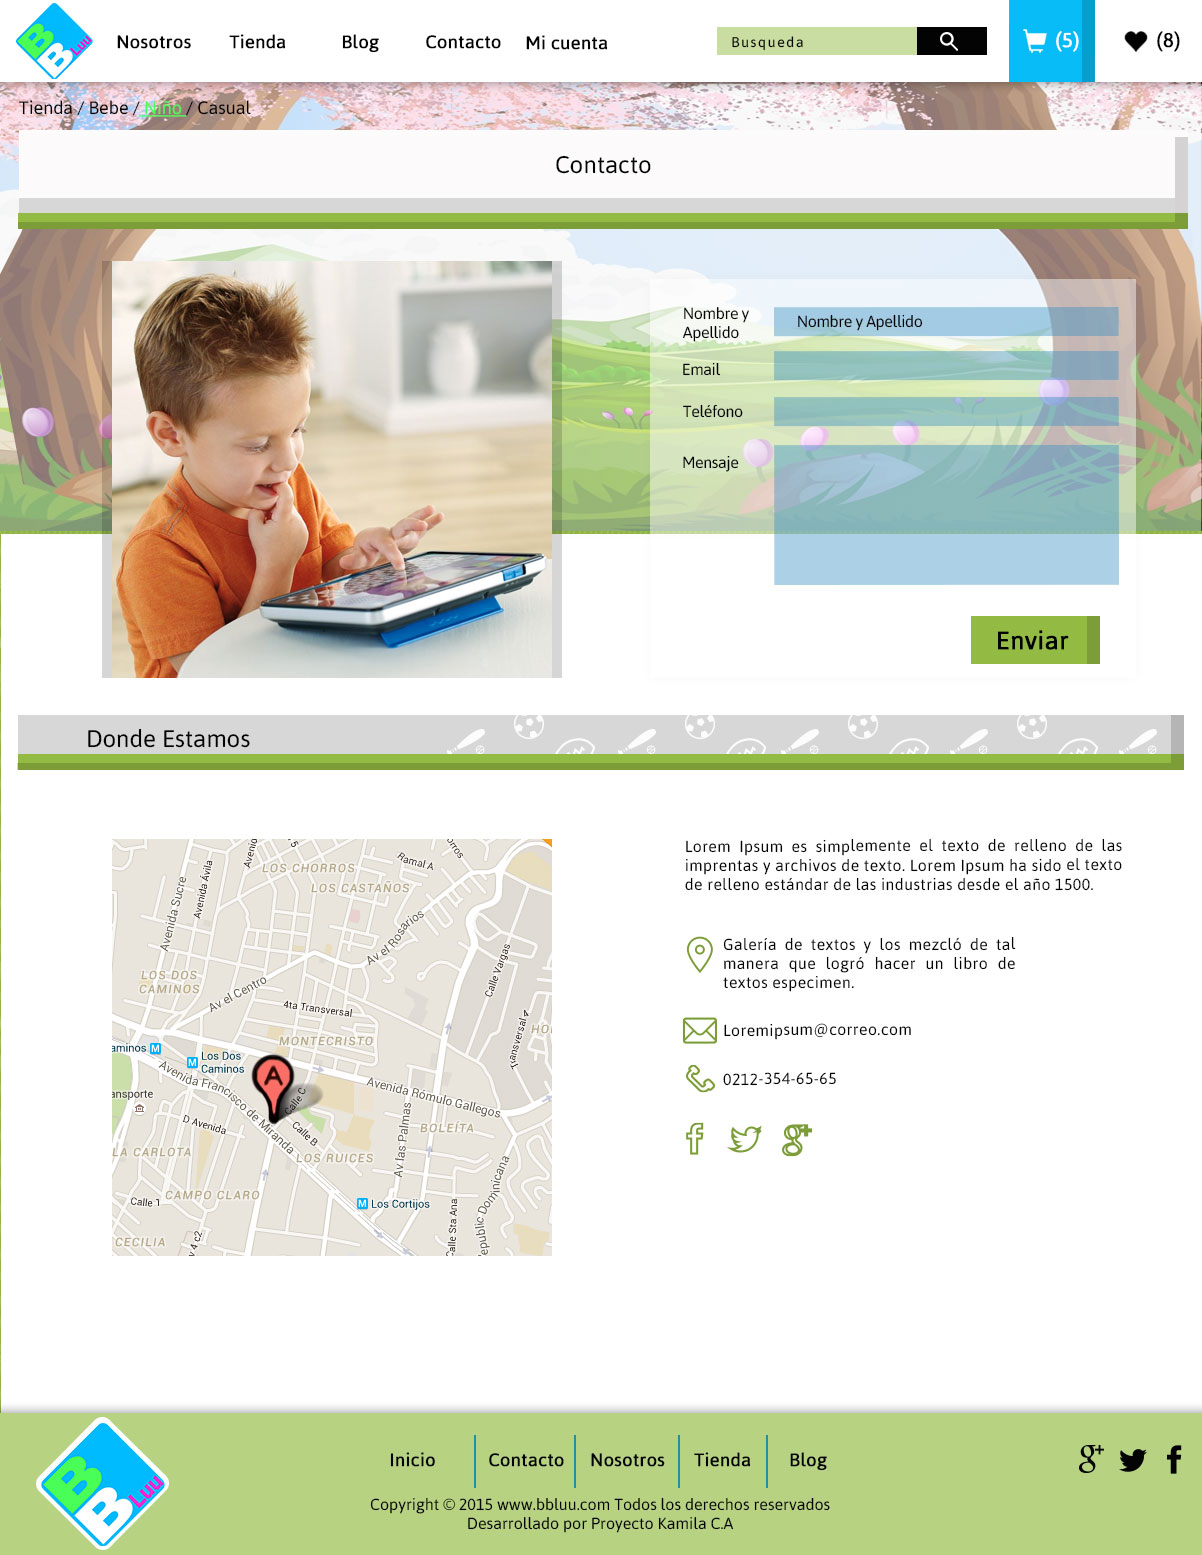 BBLuu
Nosotros Tienda Blog Contacto Mi cuenta
Busqueda
(5) (8)
Tienda / Bebe / Niño / Casual
Contacto
Nombre y
Apellido
Nombre y Apellido
Email
Teléfono
Mensaje
Enviar
Donde Estamos
Lorem Ipsum es simplemente el texto de relleno de las
imprentas y archivos de texto. Lorem Ipsum ha sido el texto
de relleno estándar de las industrias desde el año 1500.
Galería de textos y los mezcló de tal
manera que logró hacer un libro de
textos especimen.
Loremipsum@correo.com
0212-354-65-65
Ramal A
LOS CHORROS
LOS CASTAÑOS
Avenida Sucre
Avenida Ávila
Av el Rosarios
LOS DOS
CAMINOS
Av el Centro
Calle Vargas
4ta Transversal
Transversal 4
MONTECRISTO
aminos M
M Los Dos
Caminos
A
Calle C
Avenida Francisco de Miranda
Avenida Rómulo Gallegos
ansporte
D Avenida
Calle B
Av las Palmas
BOLEÍTA
LA CARLOTA
LOS RUICES
CAMPO CLARO
Calle 1
M Los Cortijos
Calle Sta Ana
epublic Dominicana
CECILIA
BBLuu
Inicio Contacto Nosotros Tienda Blog
Copyright © 2015 www.bbluu.com Todos los derechos reservados
Desarrollado por Proyecto Kamila C.A